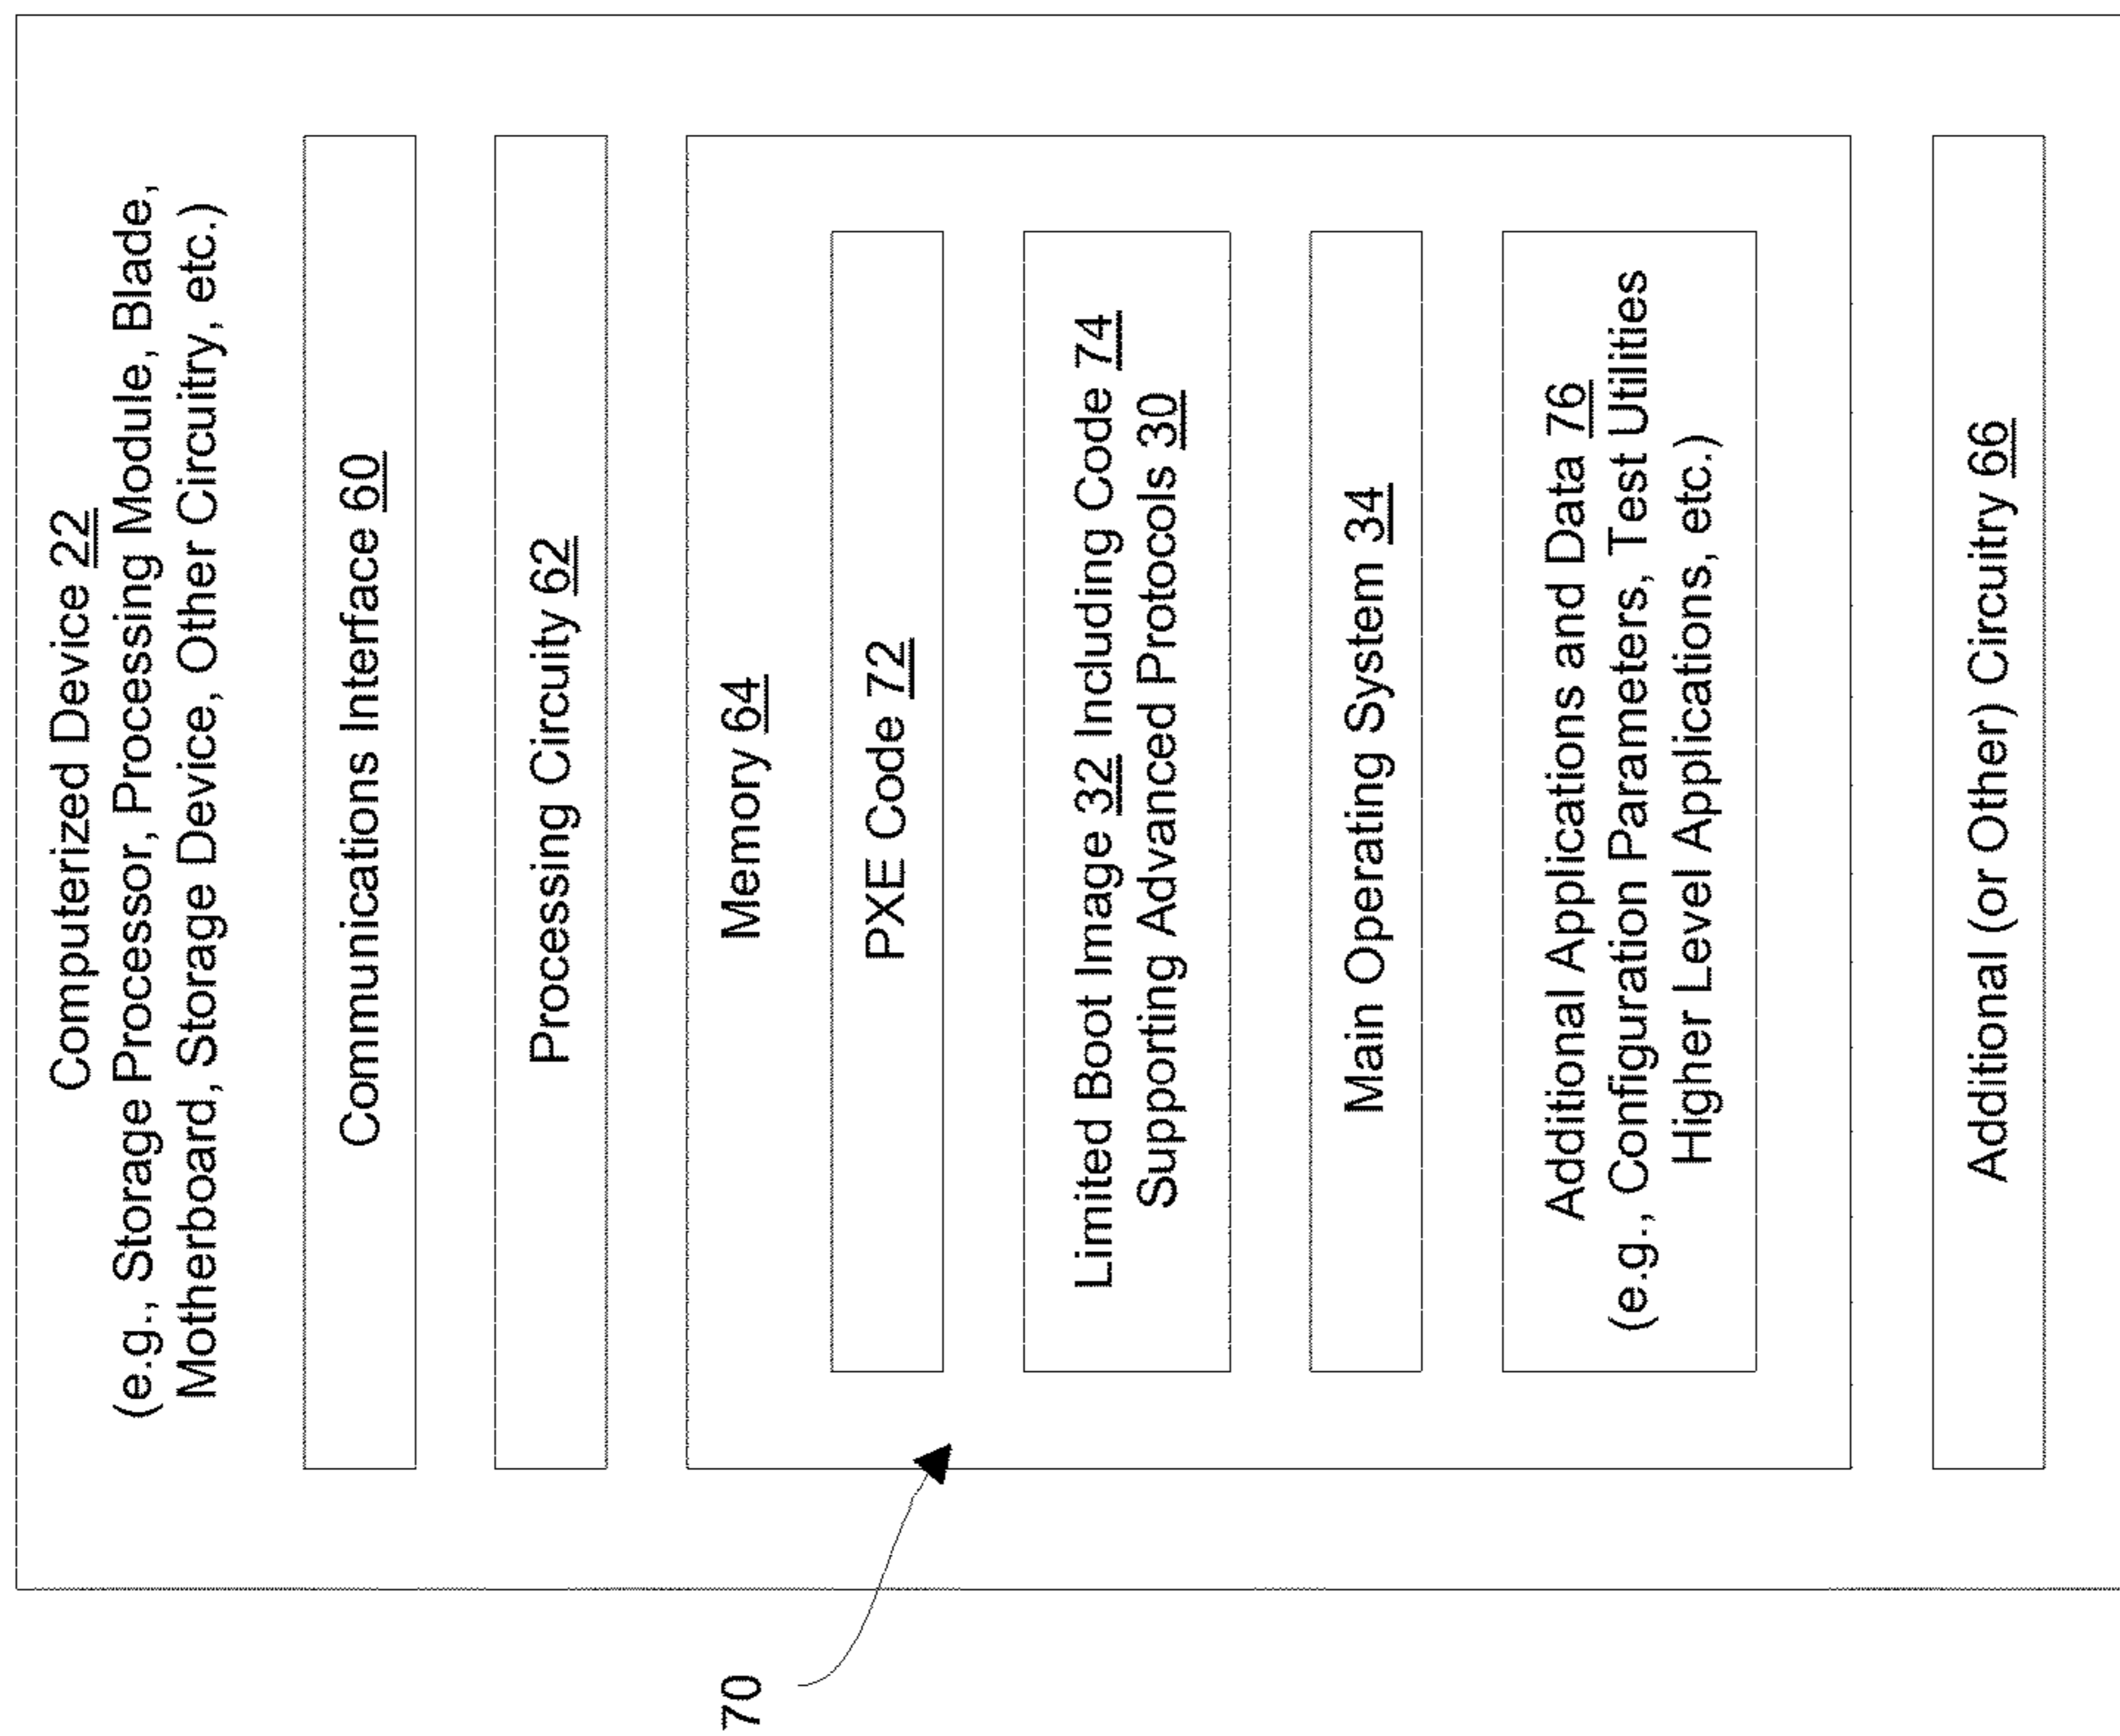 Computerized Device 22
(e.g., Storage Processor, Processing Module, Blade,
Motherboard, Storage Device, Other Circuitry, etc.)
Communications Interface 60
Processing Circuity 62
Memory 64
PXE Code 72
Limited Boot Image 32 Including Code 74
Supporting Advanced Protocols 30
Main Operating System 34
Additional Applications and Data 76
(e.g., Configuration Parameters, Test Utilities
Higher Level Applications, etc.)
Additional (or Other) Circuitry 66
70